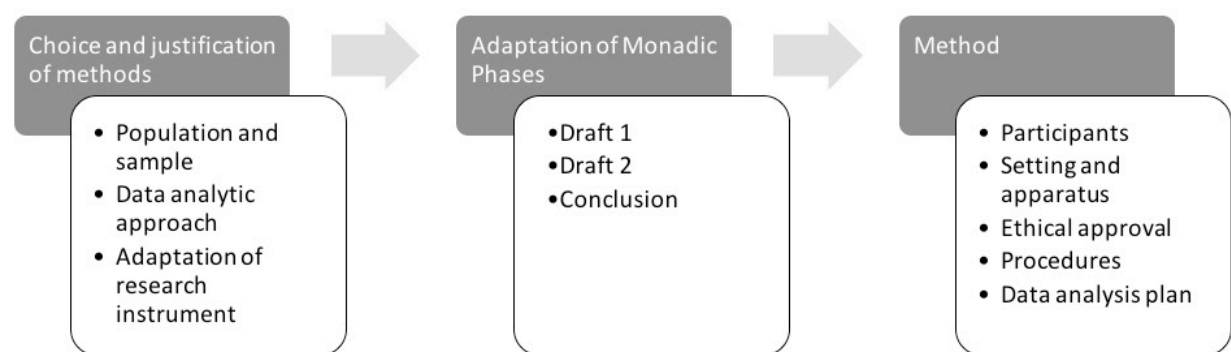 Choice and justification
of methods
• Population and
sample
• Data analytic
approach
• Adaptation of
research
instrument
Adaptation of Monadic
Phases
•Draft 1
•Draft 2
•Conclusion
Method
• Participants
• Setting and
apparatus
• Ethical approval
• Procedures
• Data analysis plan